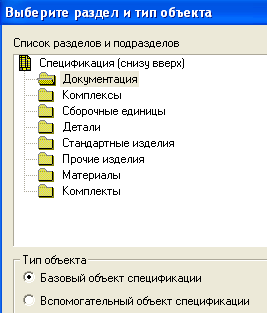 Выберите раздел и тип объекта
Список разделов и подразделов
Спецификация (снизу вверх)
Документация
Комплексы
Сборочные единицы
Детали
Стандартные изделия
Прочие изделия
Материалы
Комплекты
Тип объекта
Базовый объект спецификации
Вспомогательный объект спецификации